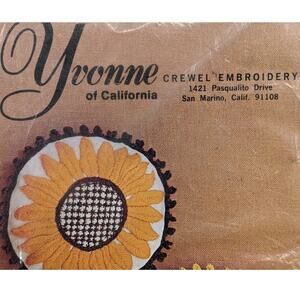 Yvonne
of California
CREWEL EMBROIDERY
1421 Pasqualito Drive
San Marino, Calif. 91108